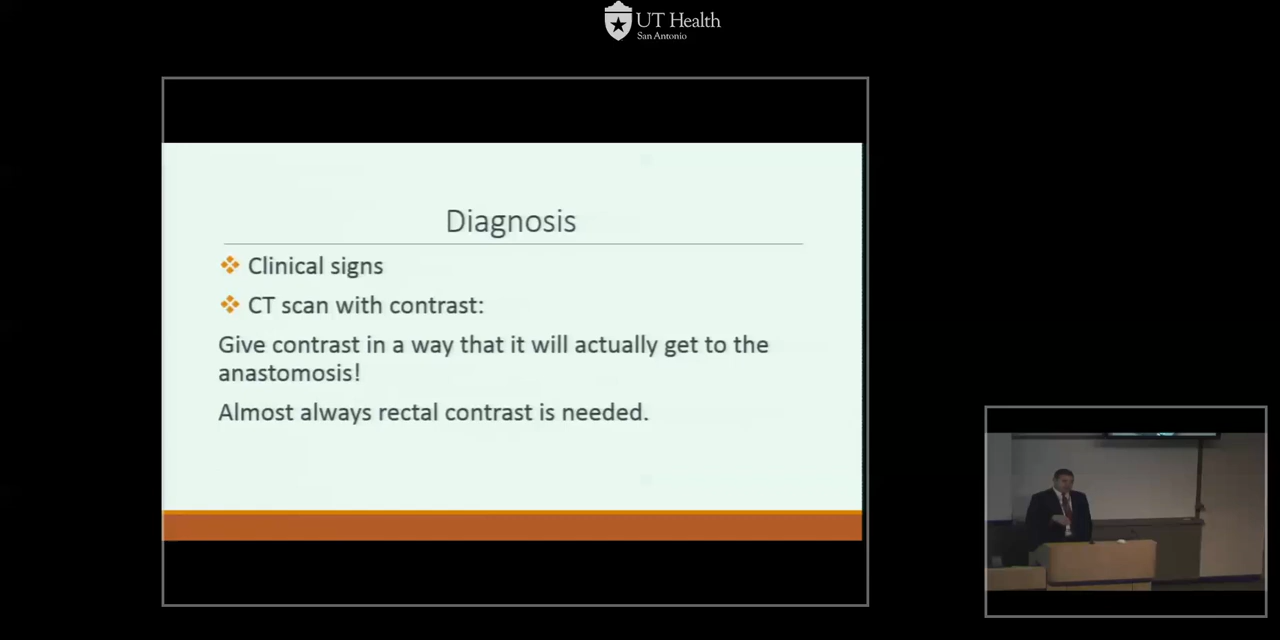 UT Health
San Antonio
Diagnosis
Clinical signs
CT scan with contrast:
Give contrast in a way that it will actually get to the
anastomosis!
Almost always rectal contrast is needed.